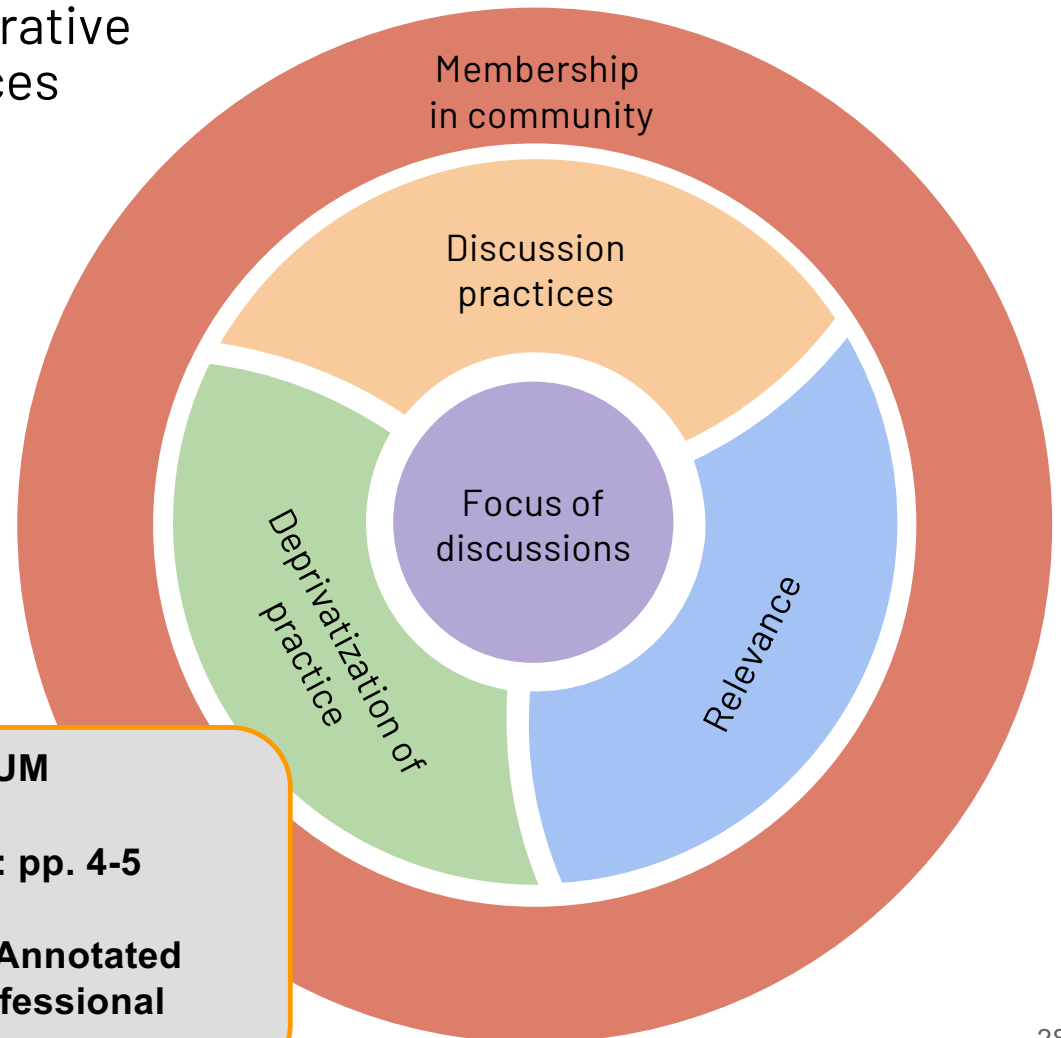 rative
ces
Membership
in community
Discussion
practices
Focus of
discussions
Deprivatization of
practice
Relevance
UM
: pp. 4-5
Annotated
fessional